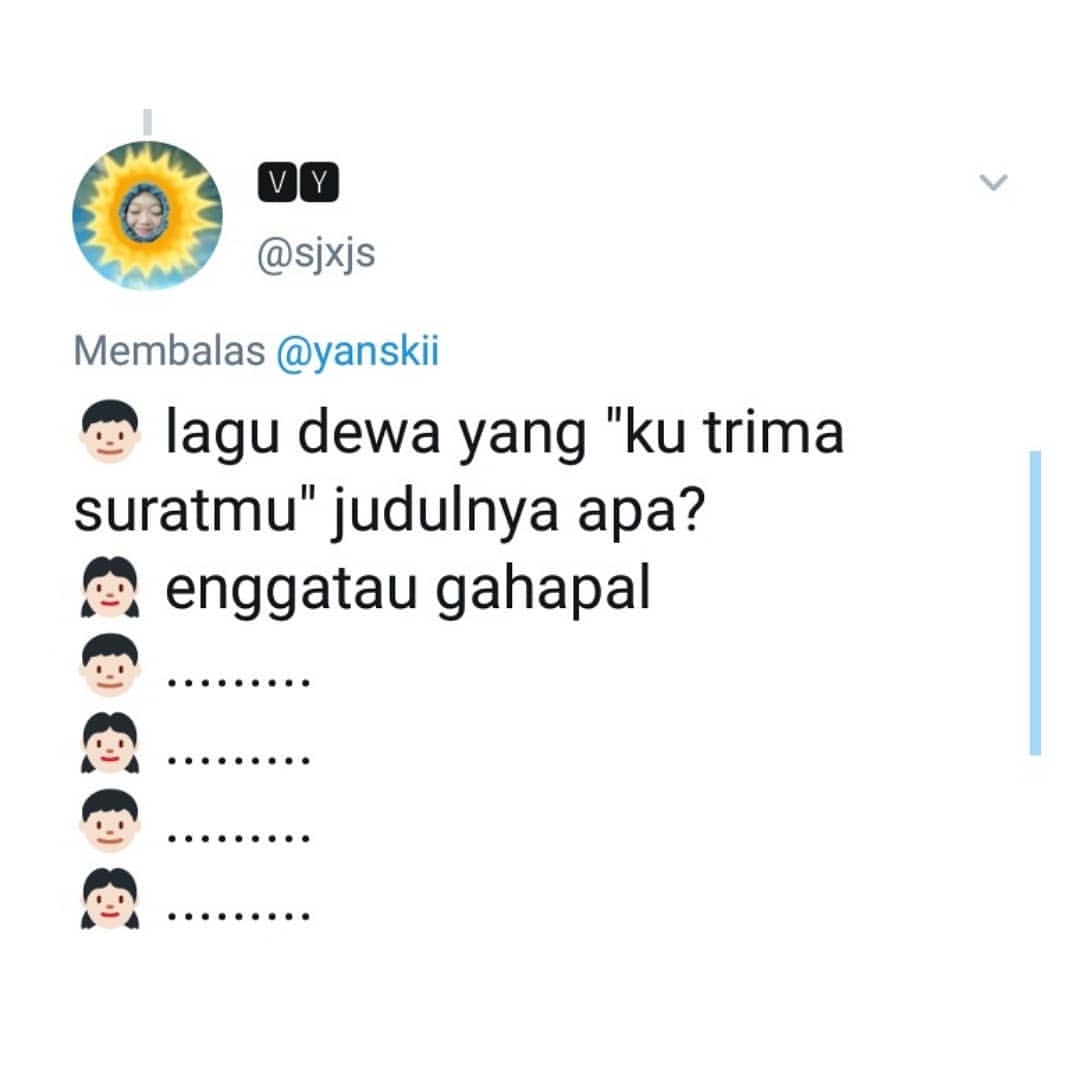 🆅🆈
@sjxjs
Membalas @yanskii
👦🏻 lagu dewa yang "ku trima
suratmu" judulnya apa?
👧🏻 enggatau gahapal
👦🏻 .........
👧🏻 .........
👦🏻 .........
👧🏻 .........